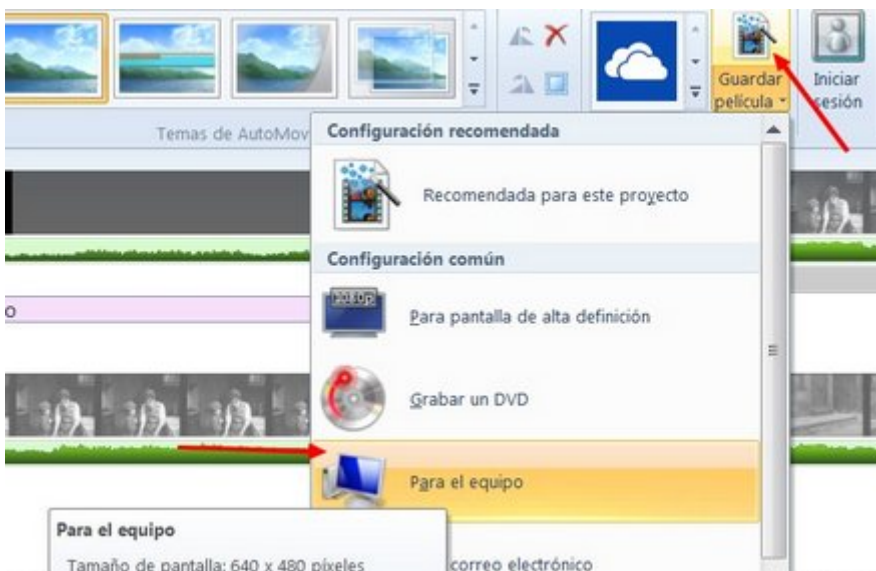 Guardar
película
Iniciar
sesión
Temas de AutoMov
Configuración recomendada
Recomendada para este proyecto
Configuración común
1080p
Para pantalla de alta definición
o
Grabar un DVD
Para el equipo
Para el equipo
Tamaño de pantalla: 640 x 480 píxeles
correo electrónico